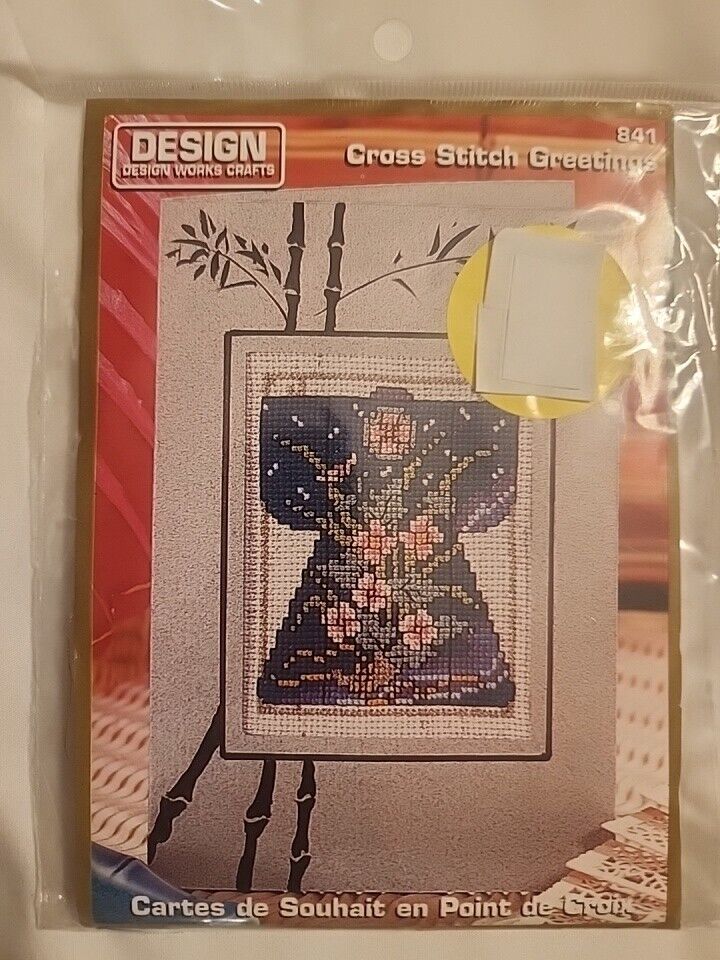 DESIGN
DESIGN WORKS CRAFTS
841
Cross Stitch Greetings
Cartes de Souhait en Point de Croix